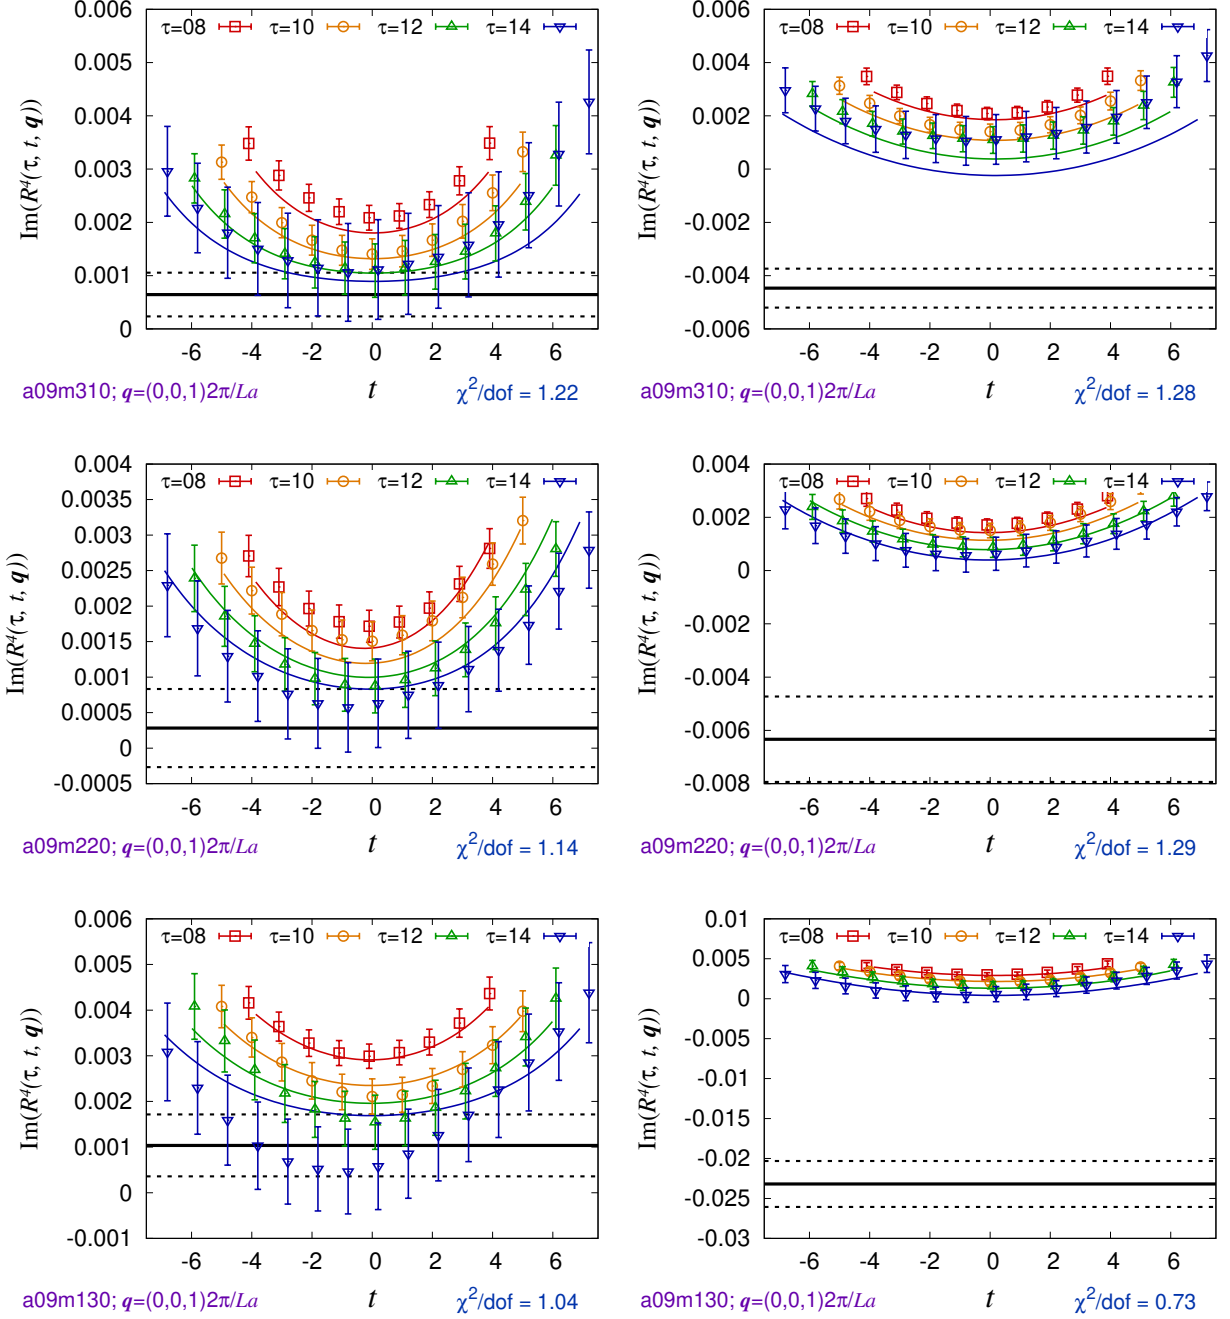 Im(R⁴(τ, t, q))
0.006
0.005
0.004
0.003
0.002
0.001
0
τ=08 τ=10 τ=12 τ=14
-6 -4 -2 0 2 4 6
a09m310; q=(0,0,1)2π/La t χ²/dof = 1.22
Im(R⁴(τ, t, q))
0.006
0.004
0.002
0
-0.002
-0.004
-0.006
τ=08 τ=10 τ=12 τ=14
-6 -4 -2 0 2 4 6
a09m310; q=(0,0,1)2π/La t χ²/dof = 1.28
Im(R⁴(τ, t, q))
0.004
0.0035
0.003
0.0025
0.002
0.0015
0.001
0.0005
0
-0.0005
τ=08 τ=10 τ=12 τ=14
-6 -4 -2 0 2 4 6
a09m220; q=(0,0,1)2π/La t χ²/dof = 1.14
Im(R⁴(τ, t, q))
0.004
0.002
0
-0.002
-0.004
-0.006
-0.008
τ=08 τ=10 τ=12 τ=14
-6 -4 -2 0 2 4 6
a09m220; q=(0,0,1)2π/La t χ²/dof = 1.29
Im(R⁴(τ, t, q))
0.006
0.005
0.004
0.003
0.002
0.001
0
-0.001
τ=08 τ=10 τ=12 τ=14
-6 -4 -2 0 2 4 6
a09m130; q=(0,0,1)2π/La t χ²/dof = 1.04
Im(R⁴(τ, t, q))
0.01
0.005
0
-0.005
-0.01
-0.015
-0.02
-0.025
-0.03
τ=08 τ=10 τ=12 τ=14
-6 -4 -2 0 2 4 6
a09m130; q=(0,0,1)2π/La t χ²/dof = 0.73